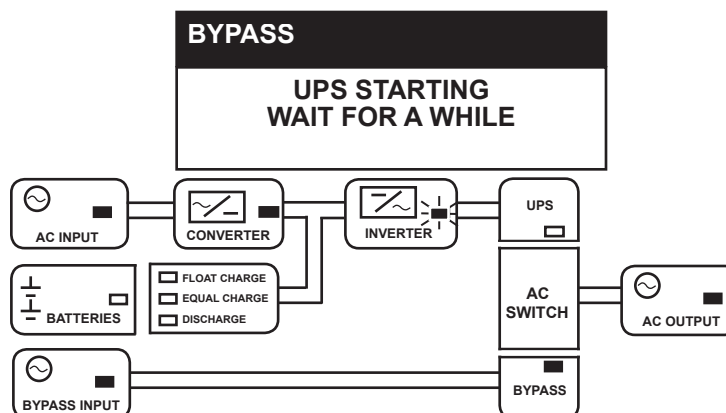 BYPASS
UPS STARTING
WAIT FOR A WHILE
AC INPUT
CONVERTER
INVERTER
UPS
BATTERIES
FLOAT CHARGE
EQUAL CHARGE
DISCHARGE
AC
SWITCH
AC OUTPUT
BYPASS INPUT
BYPASS